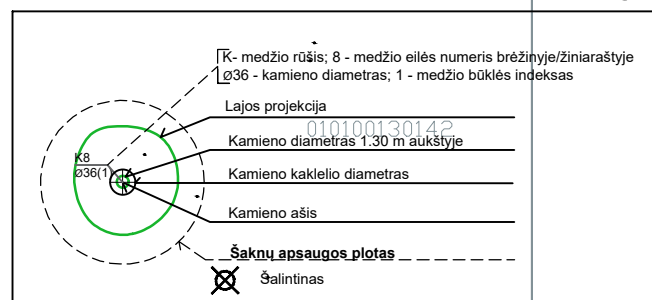 K- medžio rūšis; 8 - medžio eilės numeris brėžinyje/žiniaraštyje
Ø36 - kamieno diametras; 1 - medžio būklės indeksas
Lajos projekcija
010100130142
Kamieno diametras 1.30 m aukštyje
K8
Ø36(1)
Kamieno kaklelio diametras
Kamieno ašis
Šaknų apsaugos plotas
Šalintinas